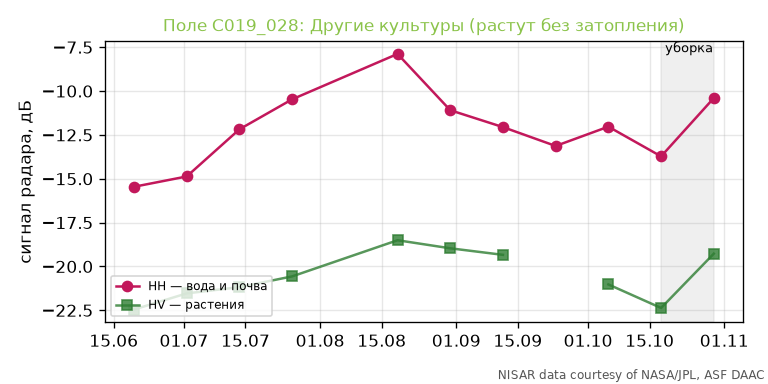 Поле C019_028: Другие культуры (растут без затопления)
уборка
сигнал радара, дБ
−7.5
−10.0
−12.5
−15.0
−17.5
−20.0
−22.5
HH — вода и почва
HV — растения
15.06 01.07 15.07 01.08 15.08 01.09 15.09 01.10 15.10 01.11
NISAR data courtesy of NASA/JPL, ASF DAAC